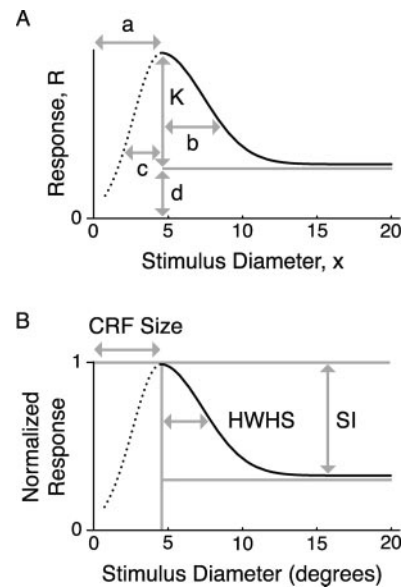 A
a
Response, R
K
b
c
d
0
0 5 10 15 20
Stimulus Diameter, x
B
CRF Size
1
Normalized
Response
HWHS
SI
0
0 5 10 15 20
Stimulus Diameter (degrees)